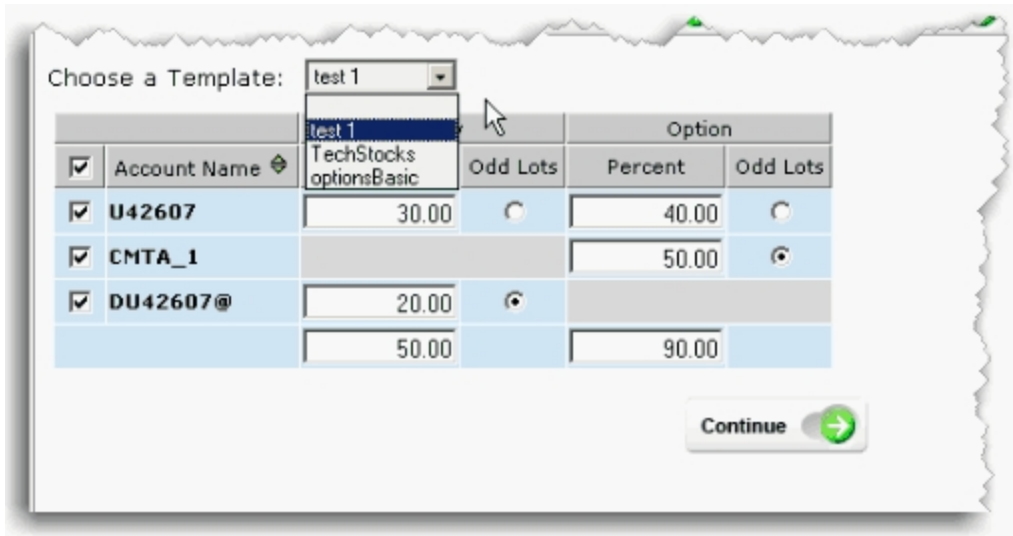 Choose a Template: test 1
test 1
TechStocks
optionsBasic
Option
Account Name Odd Lots Percent Odd Lots
U42607 30.00 40.00
CMTA_1 50.00
DU42607@ 20.00
50.00 90.00
Continue